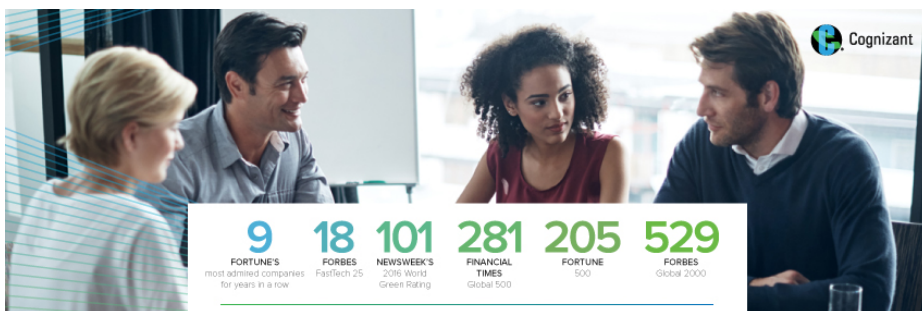 Cognizant
9
FORTUNE'S
most admired companies
for years in a row
18
FORBES
FastTech 25
101
NEWSWEEK'S
2016 World
Green Rating
281
FINANCIAL
TIMES
Global 500
205
FORTUNE
500
529
FORBES
Global 2000